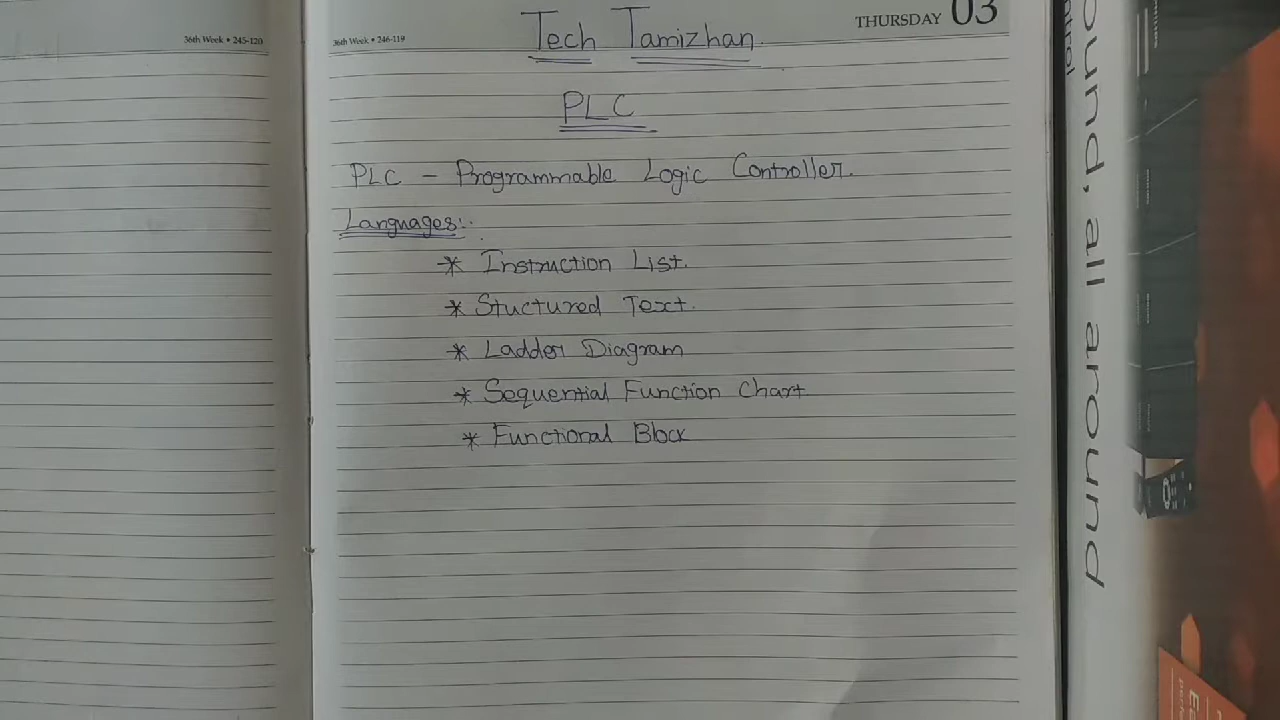 36th Week • 245-120
36th Week • 246-119
THURSDAY 03
Tech Tamizhan
PLC
PLC - Programmable Logic Controller.
Languages:-
* Instruction List.
* Stuctured Text.
* Ladder Diagram
* Sequential Function Chart
* Functional Block
ound, all around